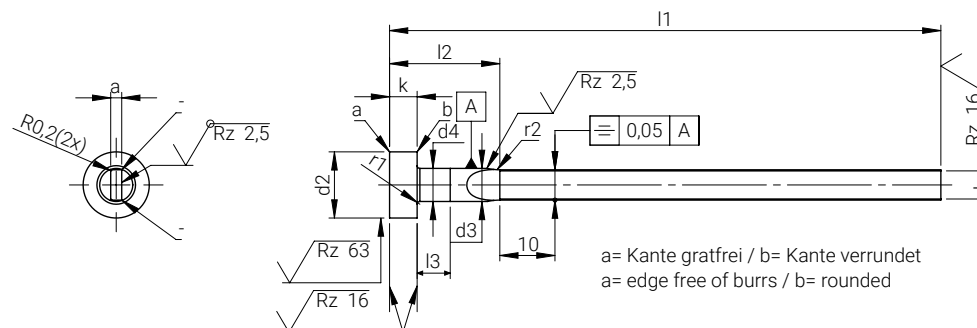 l1
l2
k
a
b
A
d4
Rz 2,5
r2
0,05 A
Rz 16
a
R0,2(2x)
Rz 2,5
r1
d2
d3
10
l3
Rz 63
Rz 16
a= Kante gratfrei / b= Kante verrundet
a= edge free of burrs / b= rounded